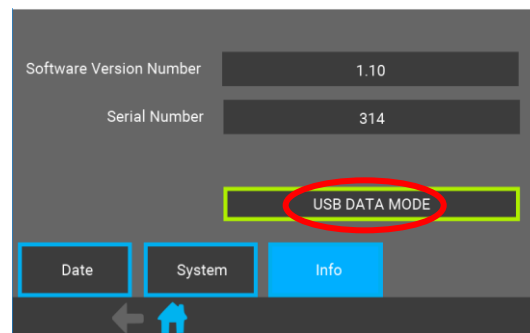 Software Version Number 1.10
Serial Number 314
USB DATA MODE
Date System Info